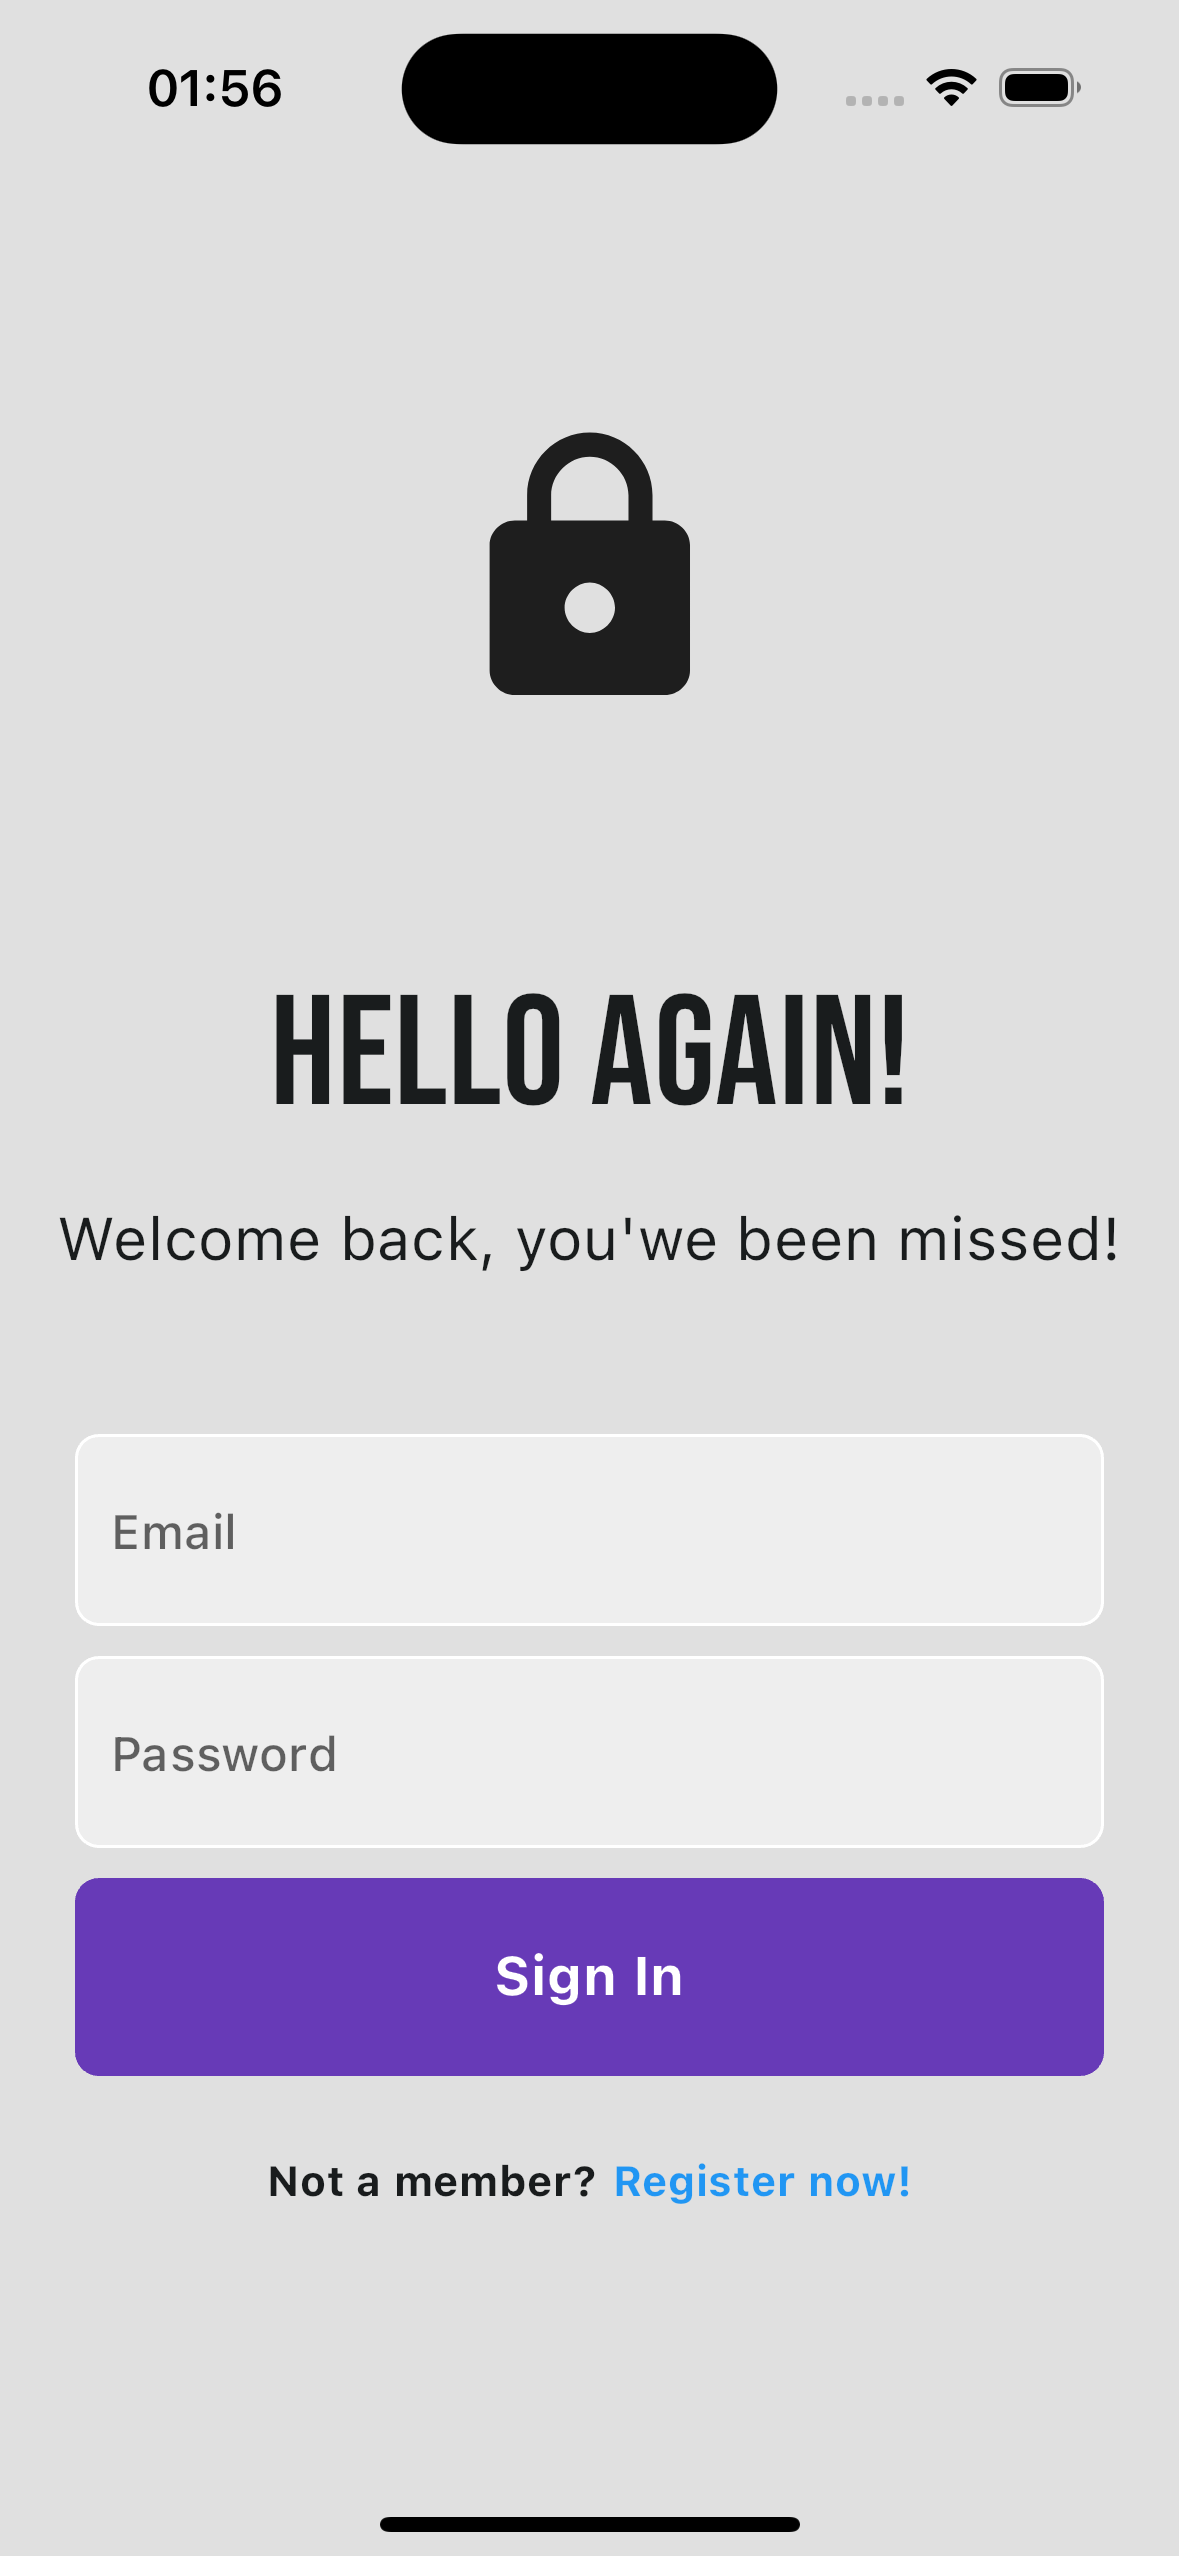 01:56
HELLO AGAIN!
Welcome back, you'we been missed!
Email
Password
Sign In
Not a member? Register now!